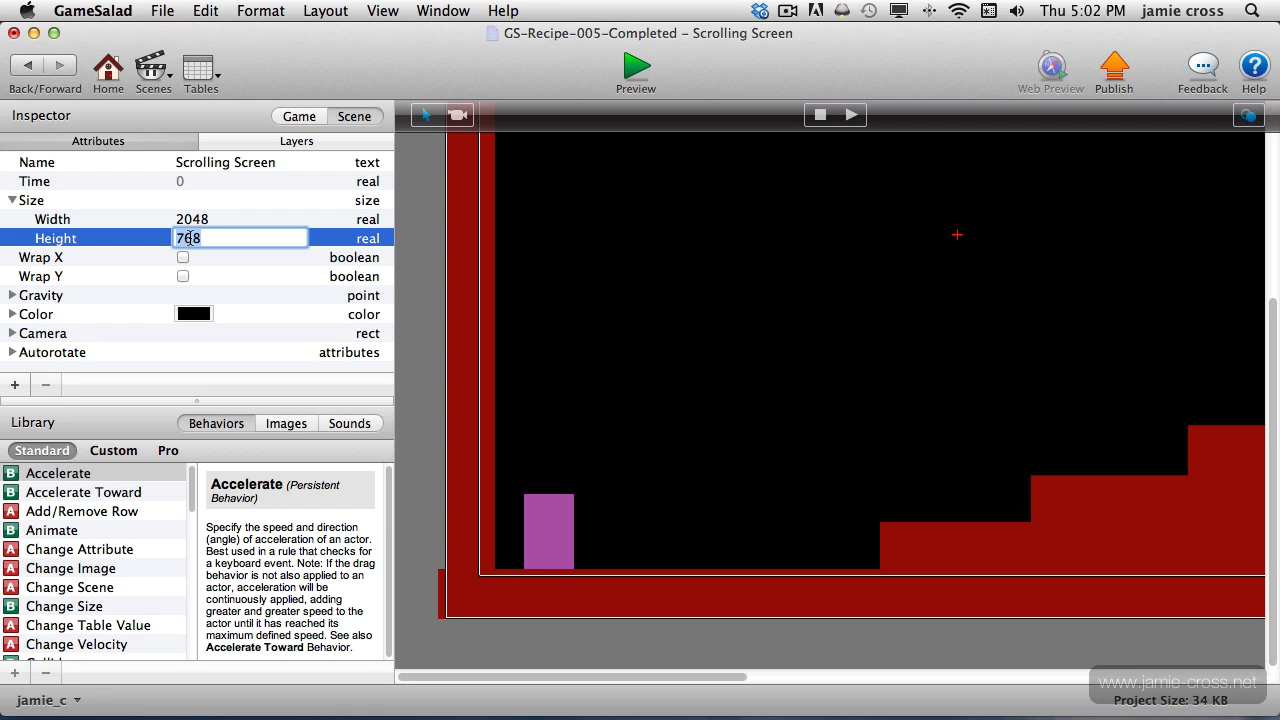 GameSalad File Edit Format Layout View Window Help Thu 5:02 PM jamie cross
GS-Recipe-005-Completed – Scrolling Screen
Back/Forward Home Scenes Tables Preview Web Preview Publish Feedback Help
Inspector Game Scene
Attributes Layers
Name Scrolling Screen text
Time 0 real
Size size
Width 2048 real
Height 768 real
Wrap X boolean
Wrap Y boolean
Gravity point
Color color
Camera rect
Autorotate attributes
Library Behaviors Images Sounds
Standard Custom Pro
Accelerate
Accelerate Toward
Add/Remove Row
Animate
Change Attribute
Change Image
Change Scene
Change Size
Change Table Value
Change Velocity
Accelerate (Persistent
Behavior)
Specify the speed and direction
(angle) of acceleration of an actor.
Best used in a rule that checks for
a keyboard event. Note: If the drag
behavior is not also applied to an
actor, acceleration will be
continuously applied, adding
greater and greater speed to the
actor until it has reached its
maximum defined speed. See also
Accelerate Toward Behavior.
www.jamie-cross.net
jamie_c Project Size: 34 KB